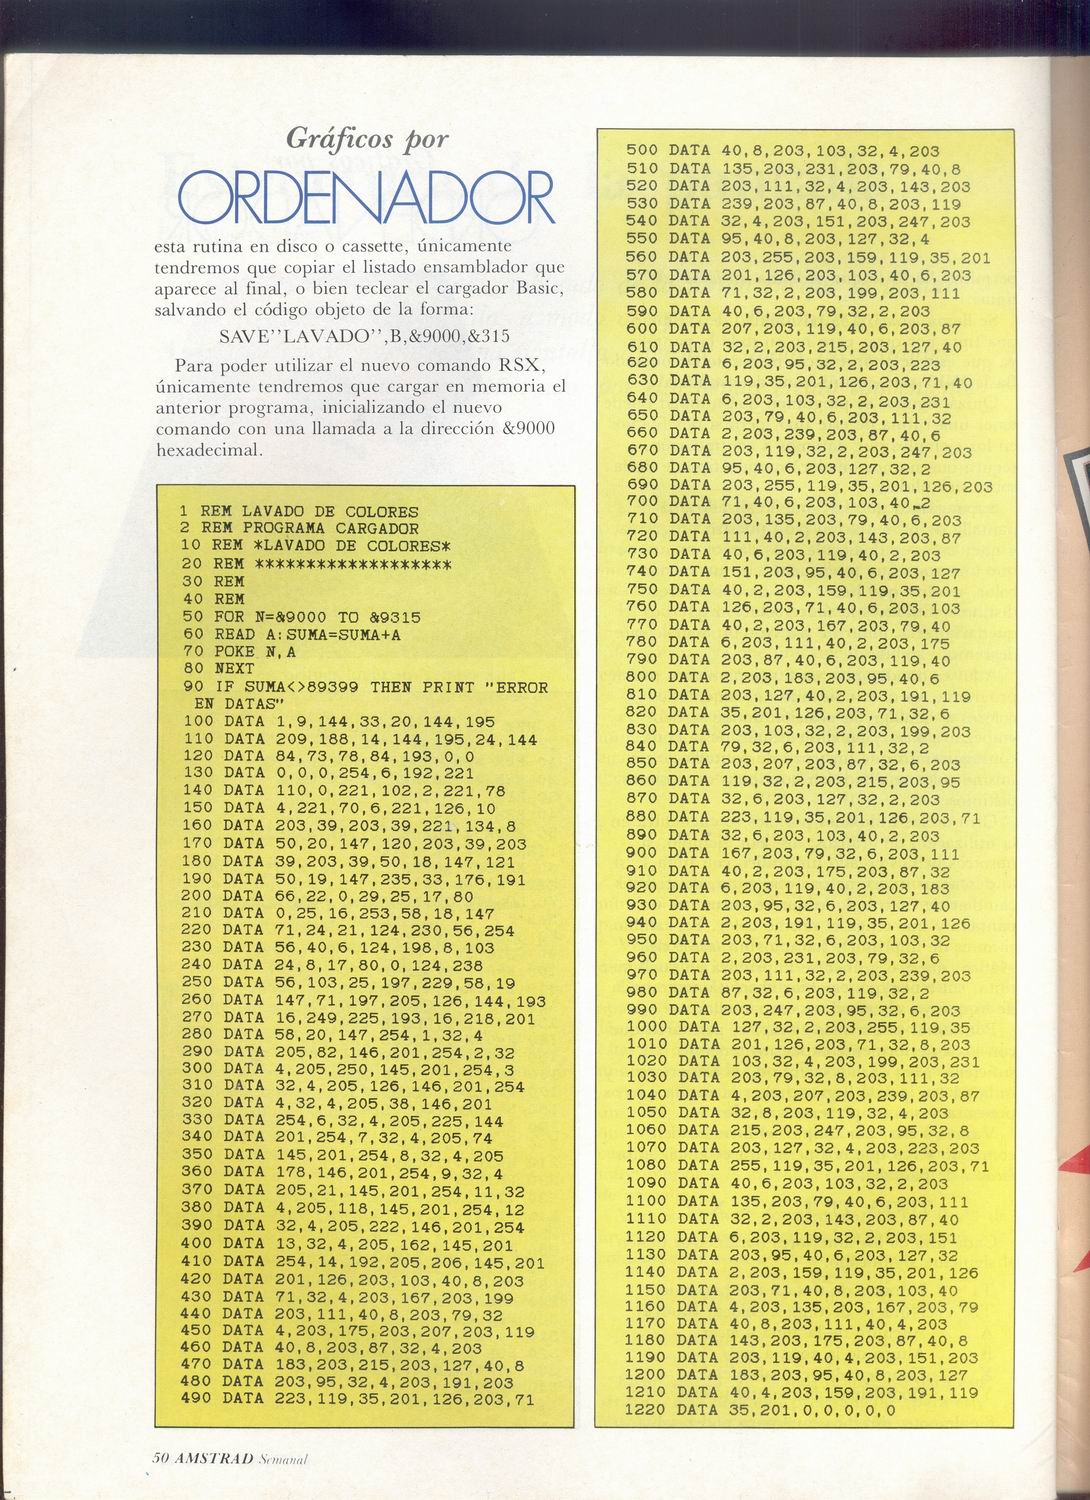 Gráficos por
ORDENADOR
esta rutina en disco o cassette, únicamente
tendremos que copiar el listado ensamblador que
aparece al final, o bien teclear el cargador Basic,
salvando el código objeto de la forma:
SAVE"LAVADO",B,&9000,&315
Para poder utilizar el nuevo comando RSX,
únicamente tendremos que cargar en memoria el
anterior programa, inicializando el nuevo
comando con una llamada a la dirección &9000
hexadecimal.
1 REM LAVADO DE COLORES
2 REM PROGRAMA CARGADOR
10 REM *LAVADO DE COLORES*
20 REM *******************
30 REM
40 REM
50 FOR N=&9000 TO &9315
60 READ A:SUMA=SUMA+A
70 POKE N,A
80 NEXT
90 IF SUMA<>89399 THEN PRINT "ERROR
EN DATAS"
100 DATA 1,9,144,33,20,144,195
110 DATA 209,188,14,144,195,24,144
120 DATA 84,73,78,84,193,0,0
130 DATA 0,0,0,254,6,192,221
140 DATA 110,0,221,102,2,221,78
150 DATA 4,221,70,6,221,126,10
160 DATA 203,39,203,39,221,134,8
170 DATA 50,20,147,120,203,39,203
180 DATA 39,203,39,50,18,147,121
190 DATA 50,19,147,235,33,176,191
200 DATA 66,22,0,29,25,17,80
210 DATA 0,25,16,253,58,18,147
220 DATA 71,24,21,124,230,56,254
230 DATA 56,40,6,124,198,8,103
240 DATA 24,8,17,80,0,124,238
250 DATA 56,103,25,197,229,58,19
260 DATA 147,71,197,205,126,144,193
270 DATA 16,249,225,193,16,218,201
280 DATA 58,20,147,254,1,32,4
290 DATA 205,82,146,201,254,2,32
300 DATA 4,205,250,145,201,254,3
310 DATA 32,4,205,126,146,201,254
320 DATA 4,32,4,205,38,146,201
330 DATA 254,6,32,4,205,225,144
340 DATA 201,254,7,32,4,205,74
350 DATA 145,201,254,8,32,4,205
360 DATA 178,146,201,254,9,32,4
370 DATA 205,21,145,201,254,11,32
380 DATA 4,205,118,145,201,254,12
390 DATA 32,4,205,222,146,201,254
400 DATA 13,32,4,205,162,145,201
410 DATA 254,14,192,205,206,145,201
420 DATA 201,126,203,103,40,8,203
430 DATA 71,32,4,203,167,203,199
440 DATA 203,111,40,8,203,79,32
450 DATA 4,203,175,203,207,203,119
460 DATA 40,8,203,87,32,4,203
470 DATA 183,203,215,203,127,40,8
480 DATA 203,95,32,4,203,191,203
490 DATA 223,119,35,201,126,203,71
500 DATA 40,8,203,103,32,4,203
510 DATA 135,203,231,203,79,40,8
520 DATA 203,111,32,4,203,143,203
530 DATA 239,203,87,40,8,203,119
540 DATA 32,4,203,151,203,247,203
550 DATA 95,40,8,203,127,32,4
560 DATA 203,255,203,159,119,35,201
570 DATA 201,126,203,103,40,6,203
580 DATA 71,32,2,203,199,203,111
590 DATA 40,6,203,79,32,2,203
600 DATA 207,203,119,40,6,203,87
610 DATA 32,2,203,215,203,127,40
620 DATA 6,203,95,32,2,203,223
630 DATA 119,35,201,126,203,71,40
640 DATA 6,203,103,32,2,203,231
650 DATA 203,79,40,6,203,111,32
660 DATA 2,203,239,203,87,40,6
670 DATA 203,119,32,2,203,247,203
680 DATA 95,40,6,203,127,32,2
690 DATA 203,255,119,35,201,126,203
700 DATA 71,40,6,203,103,40,2
710 DATA 203,135,203,79,40,6,203
720 DATA 111,40,2,203,143,203,87
730 DATA 40,6,203,119,40,2,203
740 DATA 151,203,95,40,6,203,127
750 DATA 40,2,203,159,119,35,201
760 DATA 126,203,71,40,6,203,103
770 DATA 40,2,203,167,203,79,40
780 DATA 6,203,111,40,2,203,175
790 DATA 203,87,40,6,203,119,40
800 DATA 2,203,183,203,95,40,6
810 DATA 203,127,40,2,203,191,119
820 DATA 35,201,126,203,71,32,6
830 DATA 203,103,32,2,203,199,203
840 DATA 79,32,6,203,111,32,2
850 DATA 203,207,203,87,32,6,203
860 DATA 119,32,2,203,215,203,95
870 DATA 32,6,203,127,32,2,203
880 DATA 223,119,35,201,126,203,71
890 DATA 32,6,203,103,40,2,203
900 DATA 167,203,79,32,6,203,111
910 DATA 40,2,203,175,203,87,32
920 DATA 6,203,119,40,2,203,183
930 DATA 203,95,32,6,203,127,40
940 DATA 2,203,191,119,35,201,126
950 DATA 203,71,32,6,203,103,32
960 DATA 2,203,231,203,79,32,6
970 DATA 203,111,32,2,203,239,203
980 DATA 87,32,6,203,119,32,2
990 DATA 203,247,203,95,32,6,203
1000 DATA 127,32,2,203,255,119,35
1010 DATA 201,126,203,71,32,8,203
1020 DATA 103,32,4,203,199,203,231
1030 DATA 203,79,32,8,203,111,32
1040 DATA 4,203,207,203,239,203,87
1050 DATA 32,8,203,119,32,4,203
1060 DATA 215,203,247,203,95,32,8
1070 DATA 203,127,32,4,203,223,203
1080 DATA 255,119,35,201,126,203,71
1090 DATA 40,6,203,103,32,2,203
1100 DATA 135,203,79,40,6,203,111
1110 DATA 32,2,203,143,203,87,40
1120 DATA 6,203,119,32,2,203,151
1130 DATA 203,95,40,6,203,127,32
1140 DATA 2,203,159,119,35,201,126
1150 DATA 203,71,40,8,203,103,40
1160 DATA 4,203,135,203,167,203,79
1170 DATA 40,8,203,111,40,4,203
1180 DATA 143,203,175,203,87,40,8
1190 DATA 203,119,40,4,203,151,203
1200 DATA 183,203,95,40,8,203,127
1210 DATA 40,4,203,159,203,191,119
1220 DATA 35,201,0,0,0,0,0
50 AMSTRAD Semanal